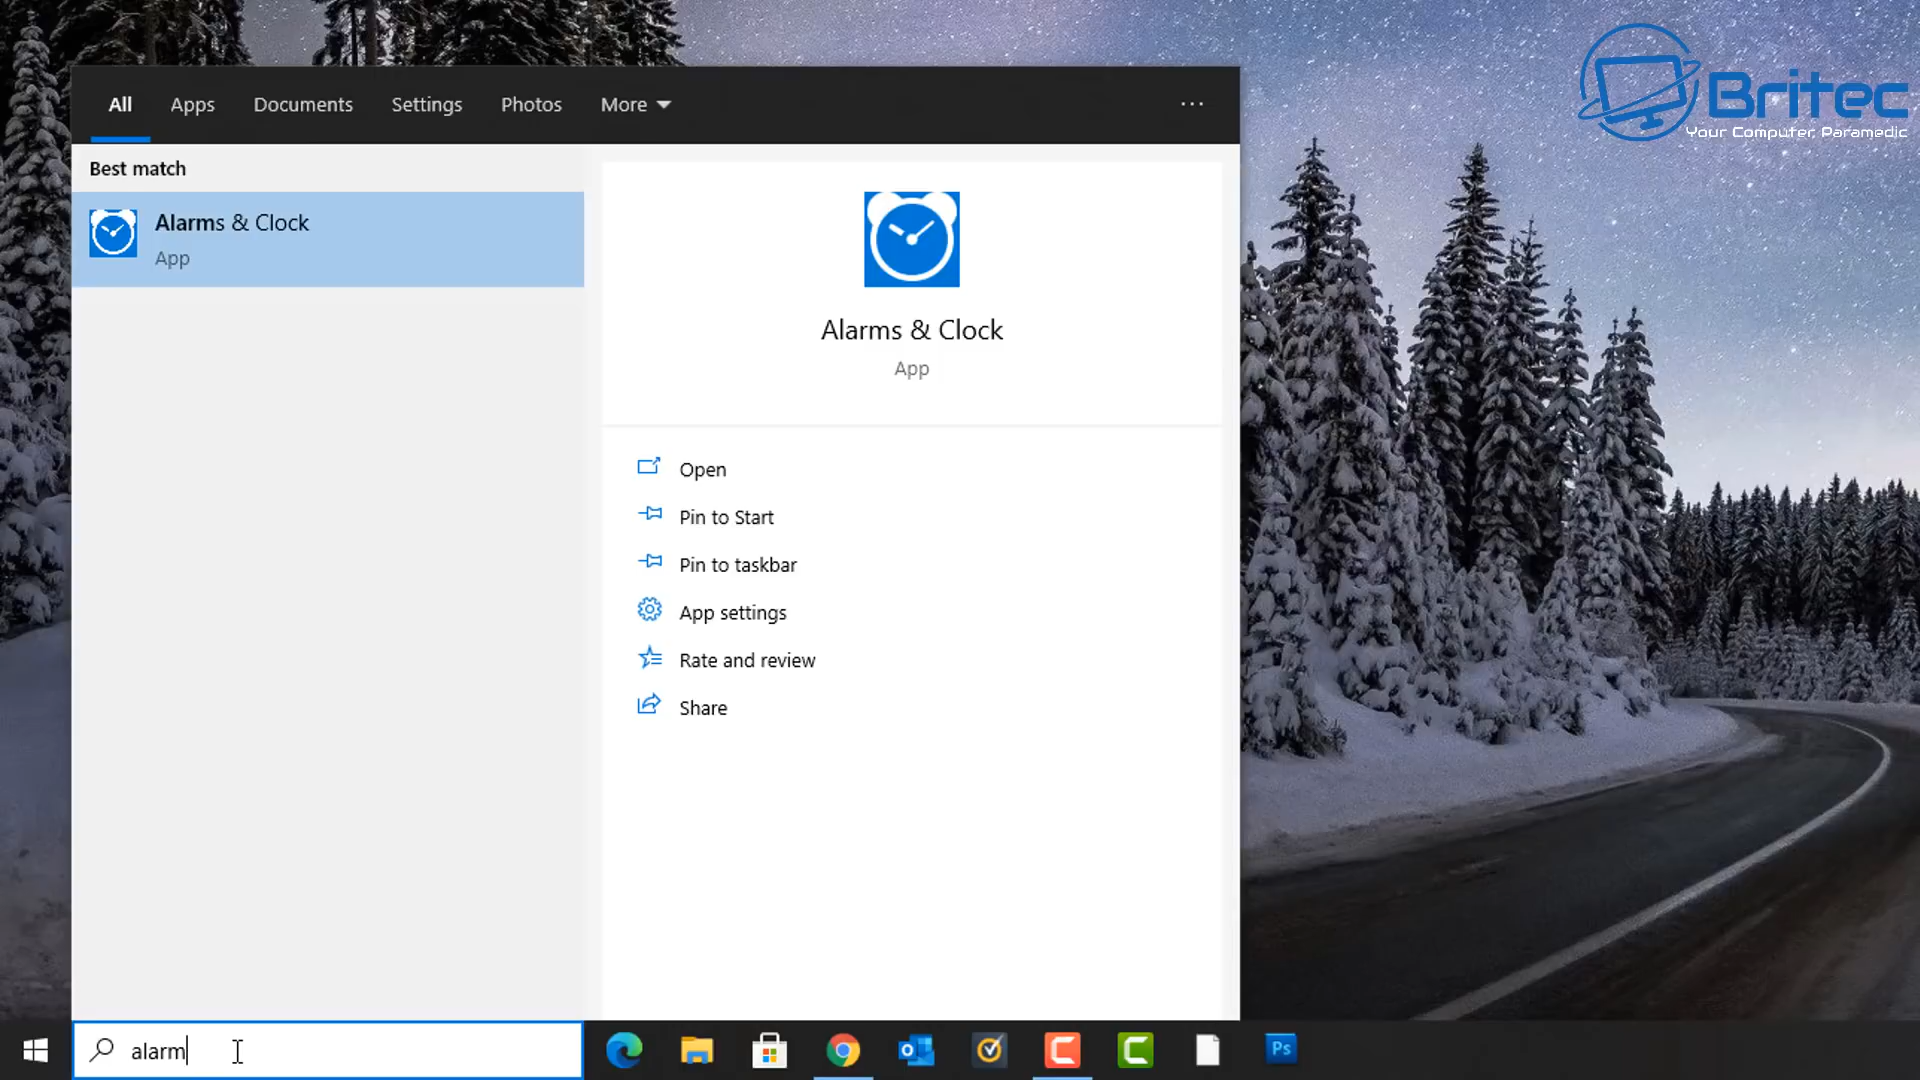 Britec
Your Computer Paramedic
All Apps Documents Settings Photos More ...
Best match
Alarms & Clock
App
Alarms & Clock
App
Open
Pin to Start
Pin to taskbar
App settings
Rate and review
Share
alarm
Ps